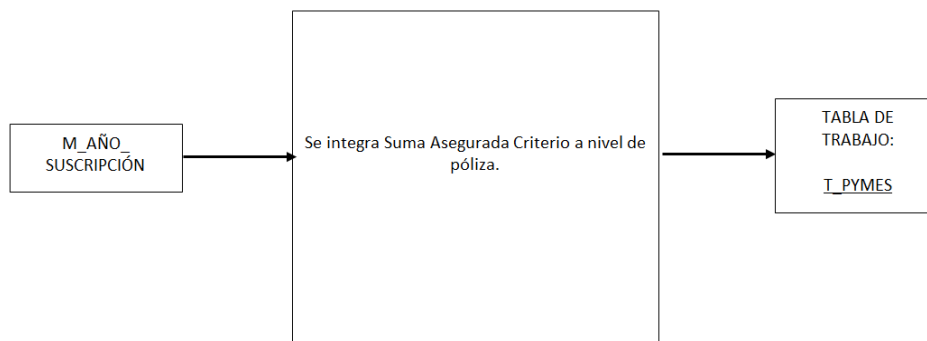 M_AÑO_
SUSCRIPCIÓN
Se integra Suma Asegurada Criterio a nivel de
póliza.
TABLA DE
TRABAJO:
T_PYMES